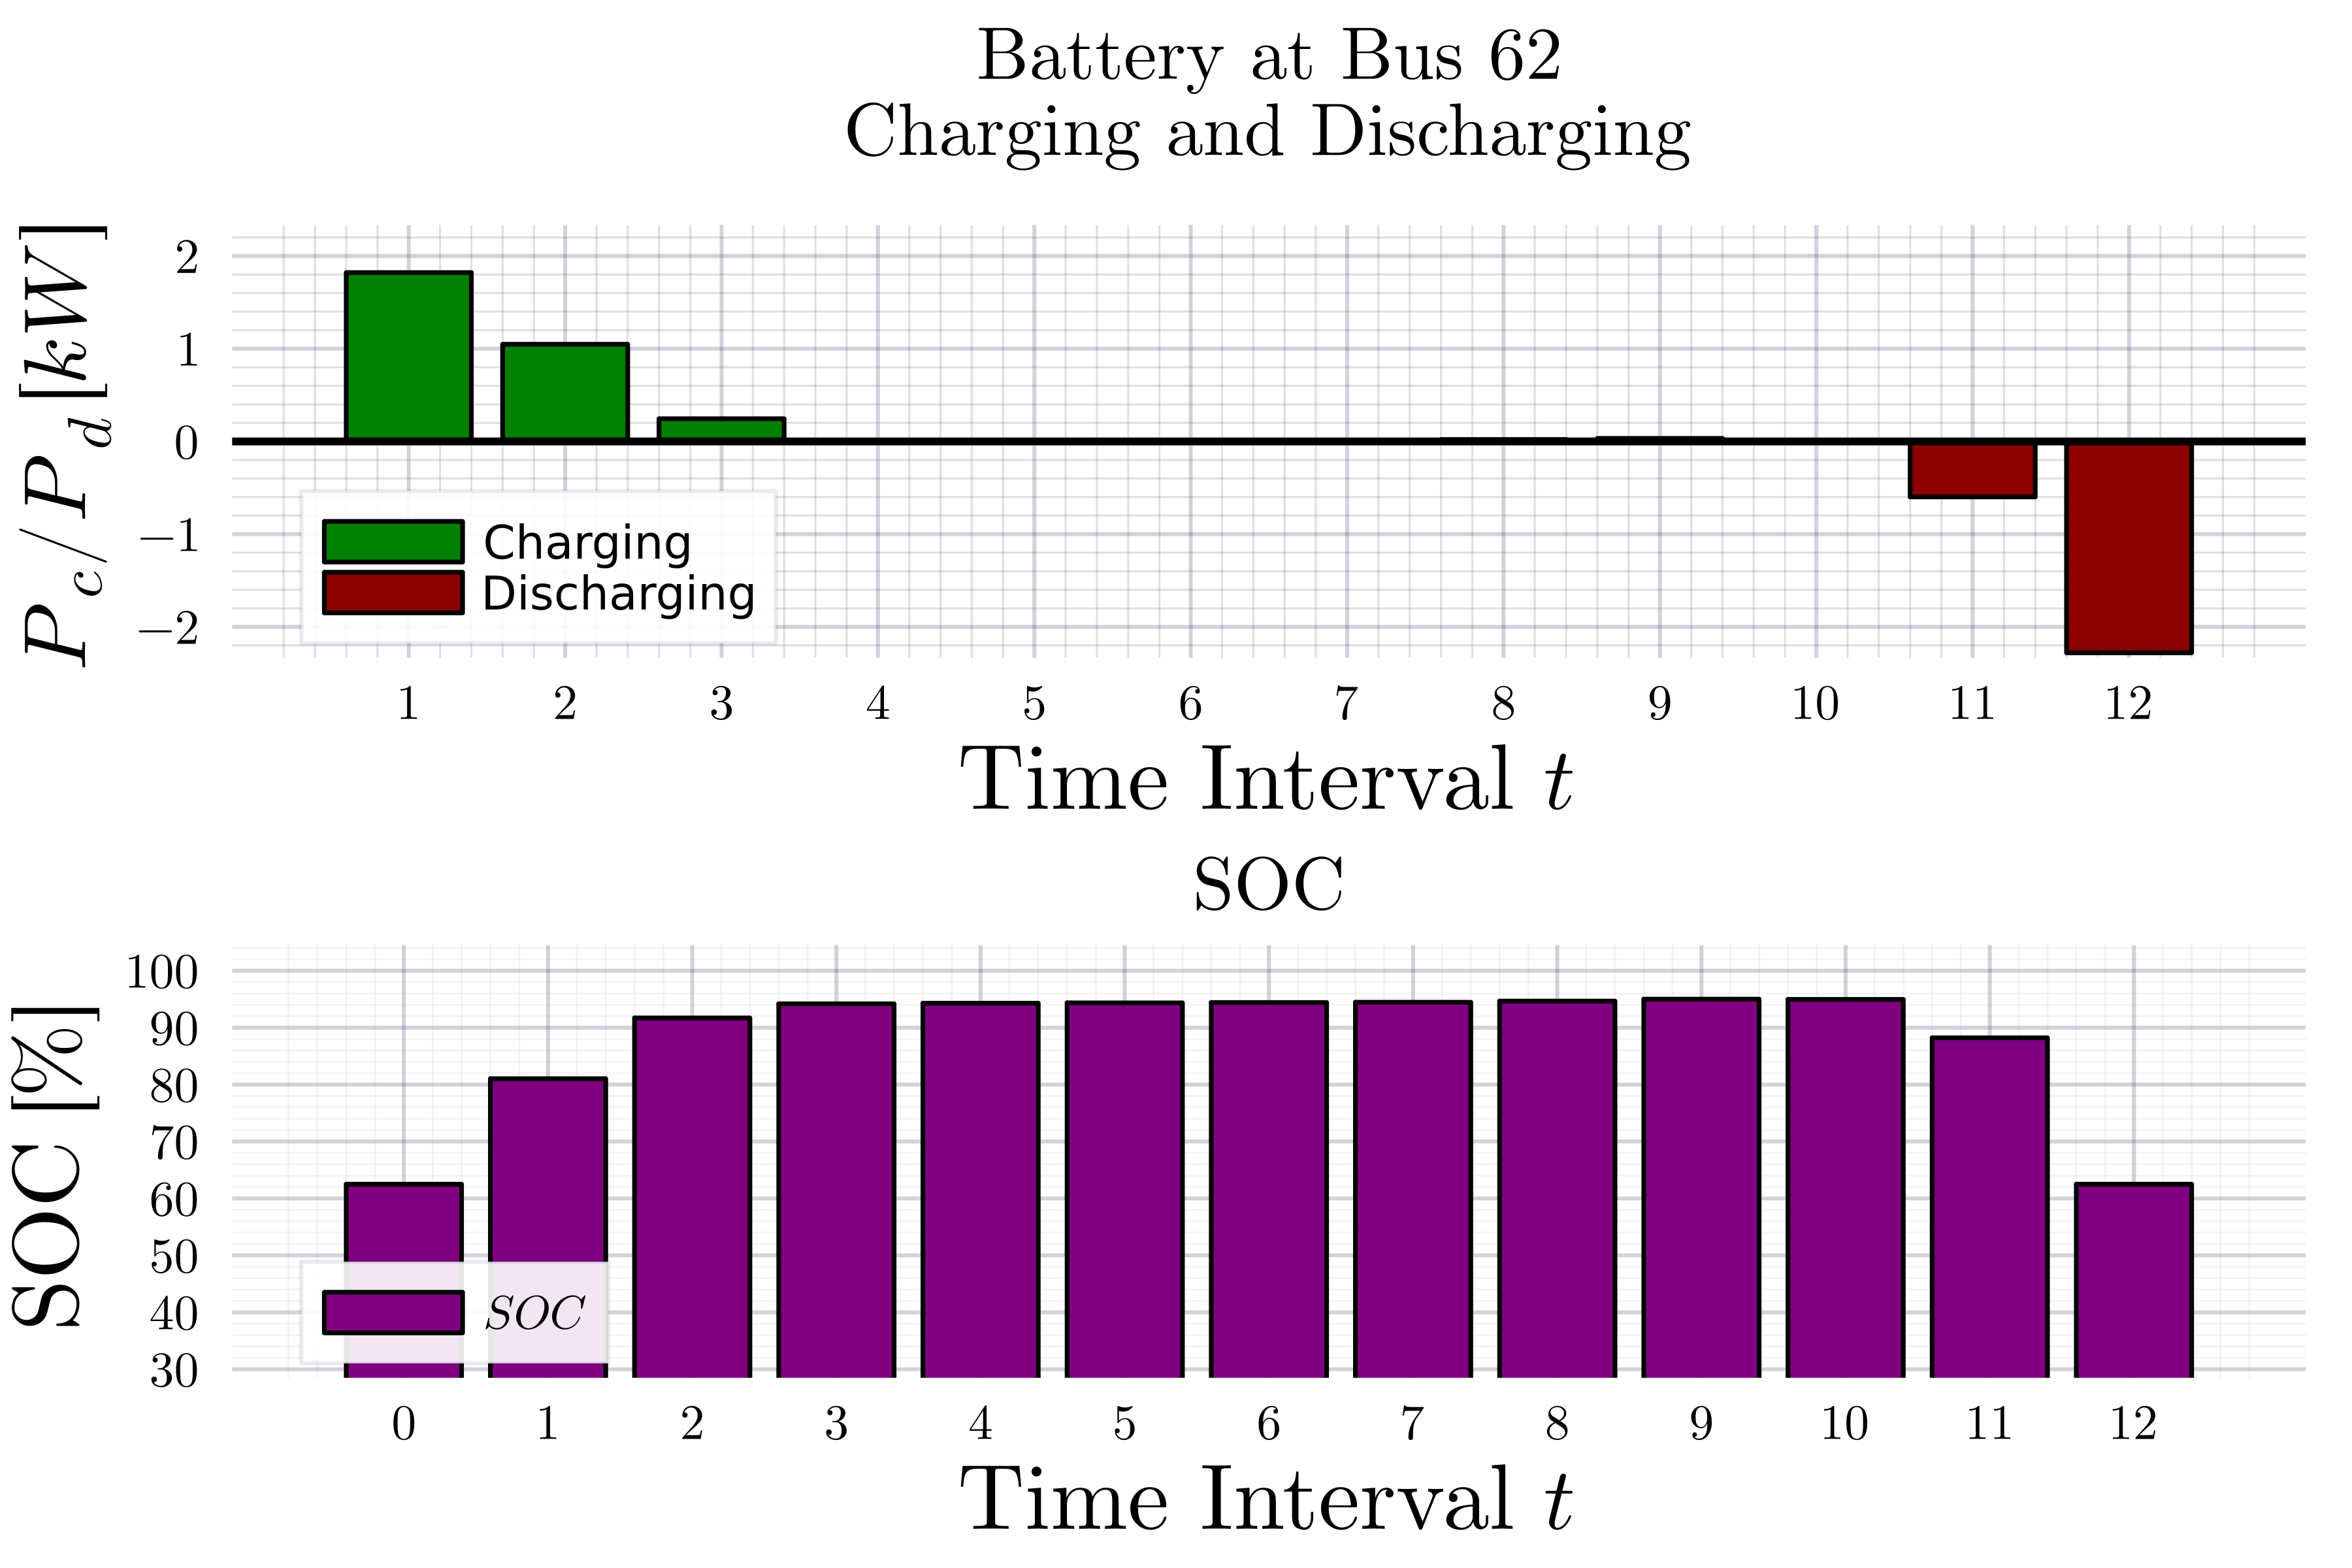 Battery at Bus 62
Charging and Discharging
P_c/P_d [kW]
2
1
0
−1
−2
Charging
Discharging
1 2 3 4 5 6 7 8 9 10 11 12
Time Interval t
SOC
SOC [%]
100
90
80
70
60
50
40
30
SOC
0 1 2 3 4 5 6 7 8 9 10 11 12
Time Interval t